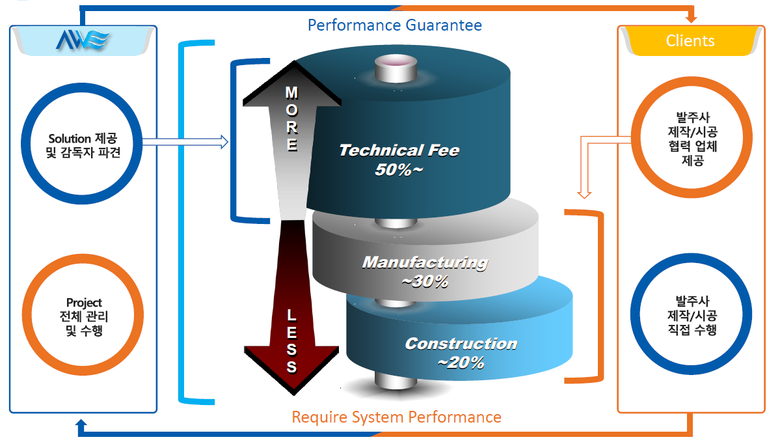 Performance Guarantee
AWE
Clients
Solution 제공
및 감독자 파견
Project
전체 관리
및 수행
MORE
LESS
Technical Fee
50%~
Manufacturing
~30%
Construction
~20%
발주사
제작/시공
협력 업체
제공
발주사
제작/시공
직접 수행
Require System Performance